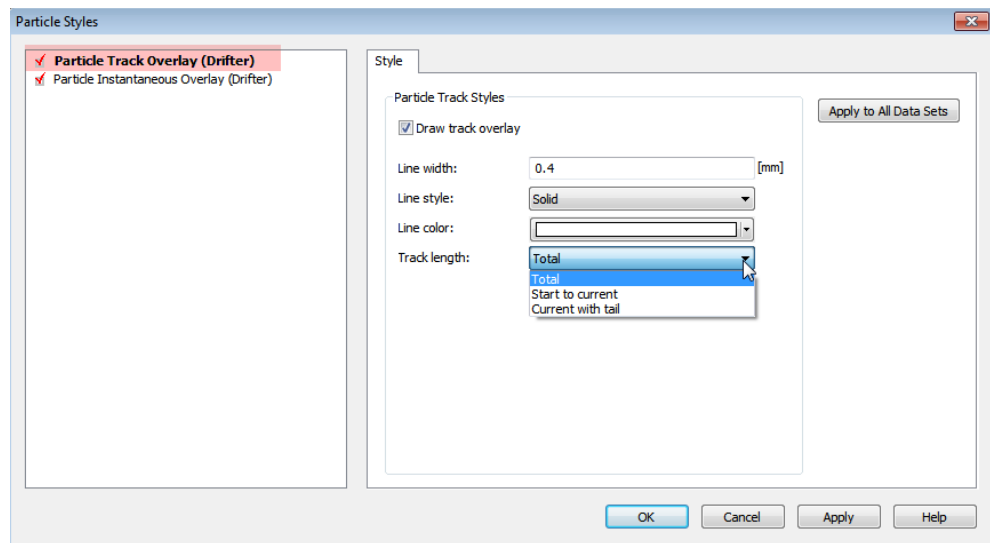 Particle Styles
Particle Track Overlay (Drifter)
Particle Instantaneous Overlay (Drifter)
Style
Particle Track Styles
Apply to All Data Sets
Draw track overlay
Line width: 0.4 [mm]
Line style: Solid
Line color:
Track length: Total
Total
Start to current
Current with tail
OK Cancel Apply Help